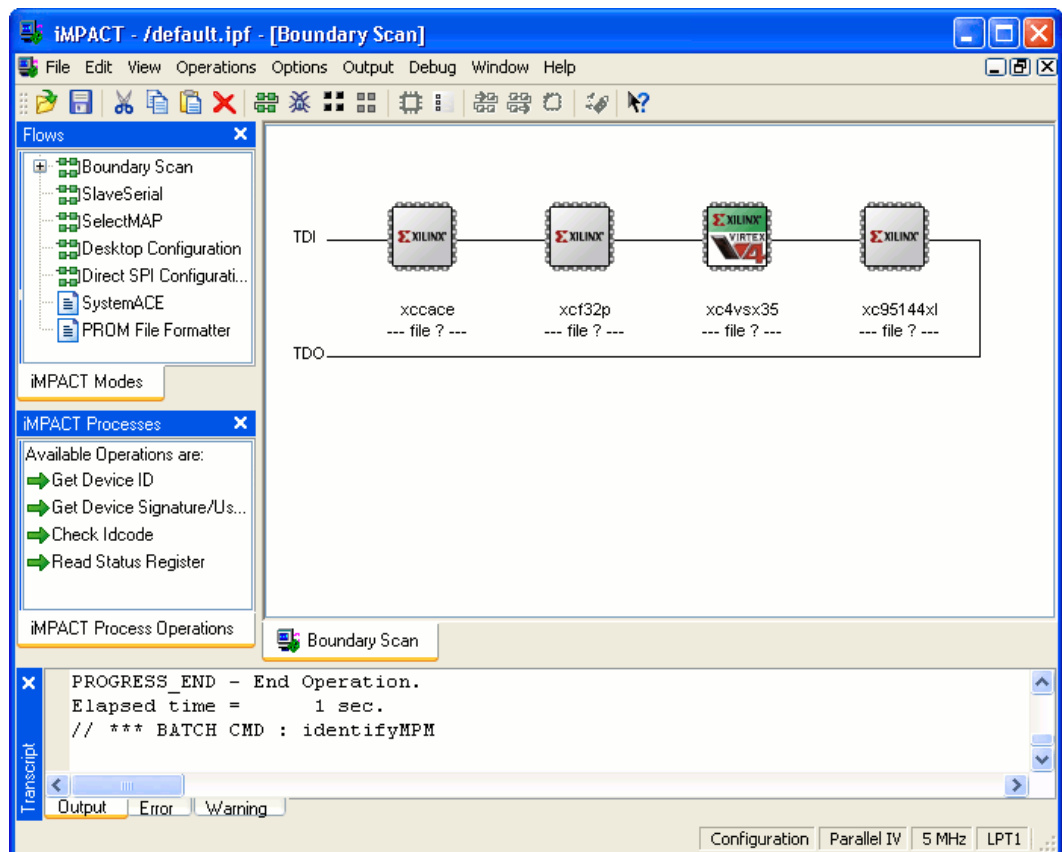 iMPACT - /default.ipf - [Boundary Scan]
File Edit View Operations Options Output Debug Window Help
Flows
Boundary Scan
SlaveSerial
SelectMAP
Desktop Configuration
Direct SPI Configurati...
SystemACE
PROM File Formatter
iMPACT Modes
iMPACT Processes
Available Operations are:
Get Device ID
Get Device Signature/Us...
Check Idcode
Read Status Register
iMPACT Process Operations
TDI
XILINX XILINX XILINX XILINX
VIRTEX
V4
xccace xcf32p xc4vsx35 xc95144xl
--- file ? --- --- file ? --- --- file ? --- --- file ? ---
TDO
Boundary Scan
Transcript
PROGRESS_END - End Operation.
Elapsed time = 1 sec.
// *** BATCH CMD : identifyMPM
Output Error Warning
Configuration Parallel IV 5 MHz LPT1